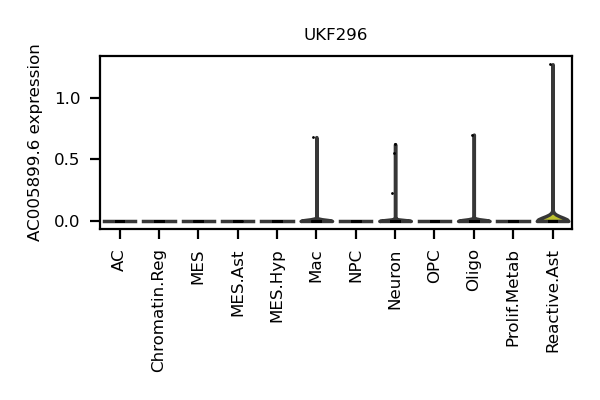 UKF296
AC005899.6 expression
1.0
0.5
0.0
AC
Chromatin.Reg
MES
MES.Ast
MES.Hyp
Mac
NPC
Neuron
OPC
Oligo
Prolif.Metab
Reactive.Ast